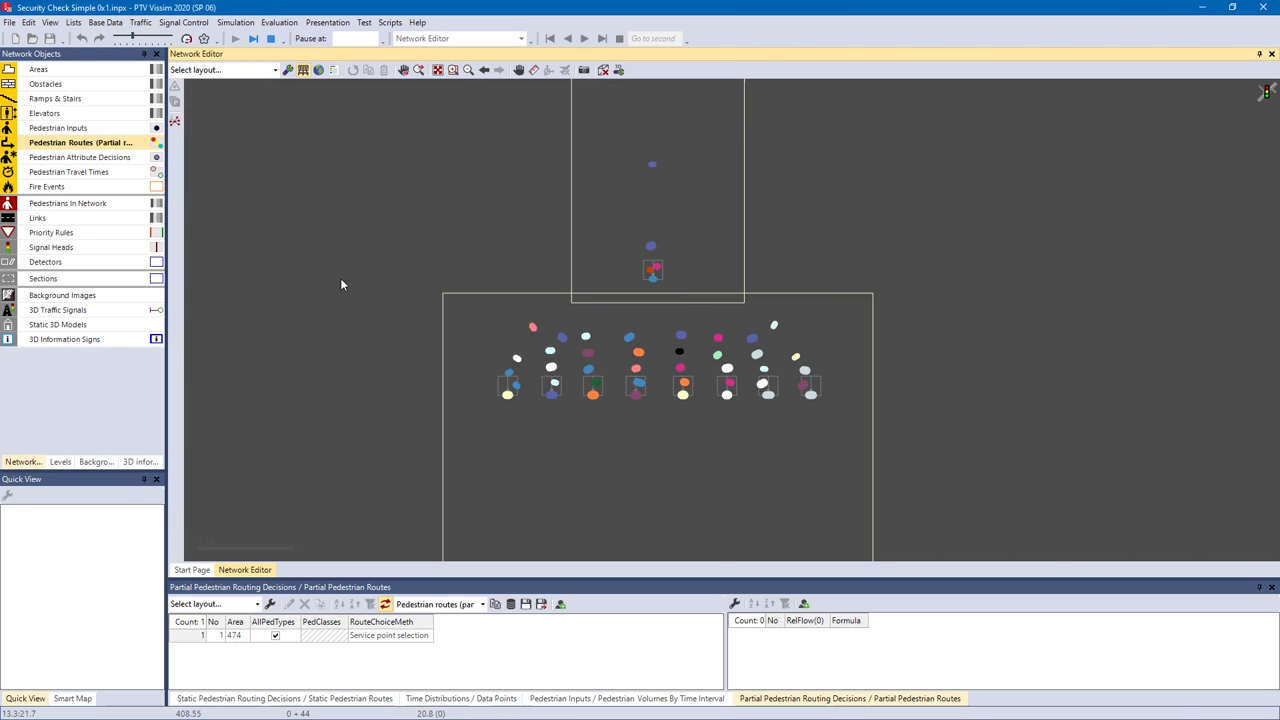 Security Check Simple 0x1.inpx - PTV Vissim 2020 (SP 06)
File Edit View Lists Base Data Traffic Signal Control Simulation Evaluation Presentation Test Scripts Help
Pause at: Network Editor Go to second
Network Objects
Network Editor
Select layout...
Areas
Obstacles
Ramps & Stairs
Elevators
Pedestrian Inputs
Pedestrian Routes (Partial r...
Pedestrian Attribute Decisions
Pedestrian Travel Times
Fire Events
Pedestrians In Network
Links
Priority Rules
Signal Heads
Detectors
Sections
Background Images
3D Traffic Signals
Static 3D Models
3D Information Signs
Network... Levels Backgro... 3D infor...
Quick View
Start Page Network Editor
Partial Pedestrian Routing Decisions / Partial Pedestrian Routes
Select layout... Pedestrian routes (par
Count: 1 No Area AllPedTypes PedClasses RouteChoiceMeth
1 1 474 Service point selection
Count: 0 No RelFlow(0) Formula
Quick View Smart Map
Static Pedestrian Routing Decisions / Static Pedestrian Routes Time Distributions / Data Points Pedestrian Inputs / Pedestrian Volumes By Time Interval Partial Pedestrian Routing Decisions / Partial Pedestrian Routes
13.3:21.7 408.55 0 + 44 20.8 (0)